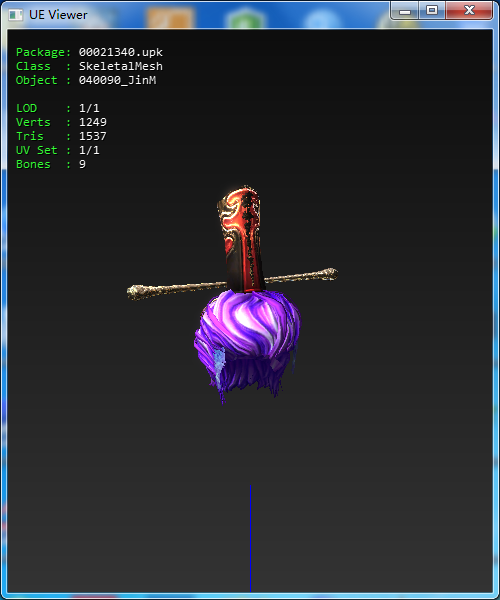 UE Viewer
Package: 00021340.upk
Class : SkeletalMesh
Object : 040090_JinM
LOD : 1/1
Verts : 1249
Tris : 1537
UV Set : 1/1
Bones : 9